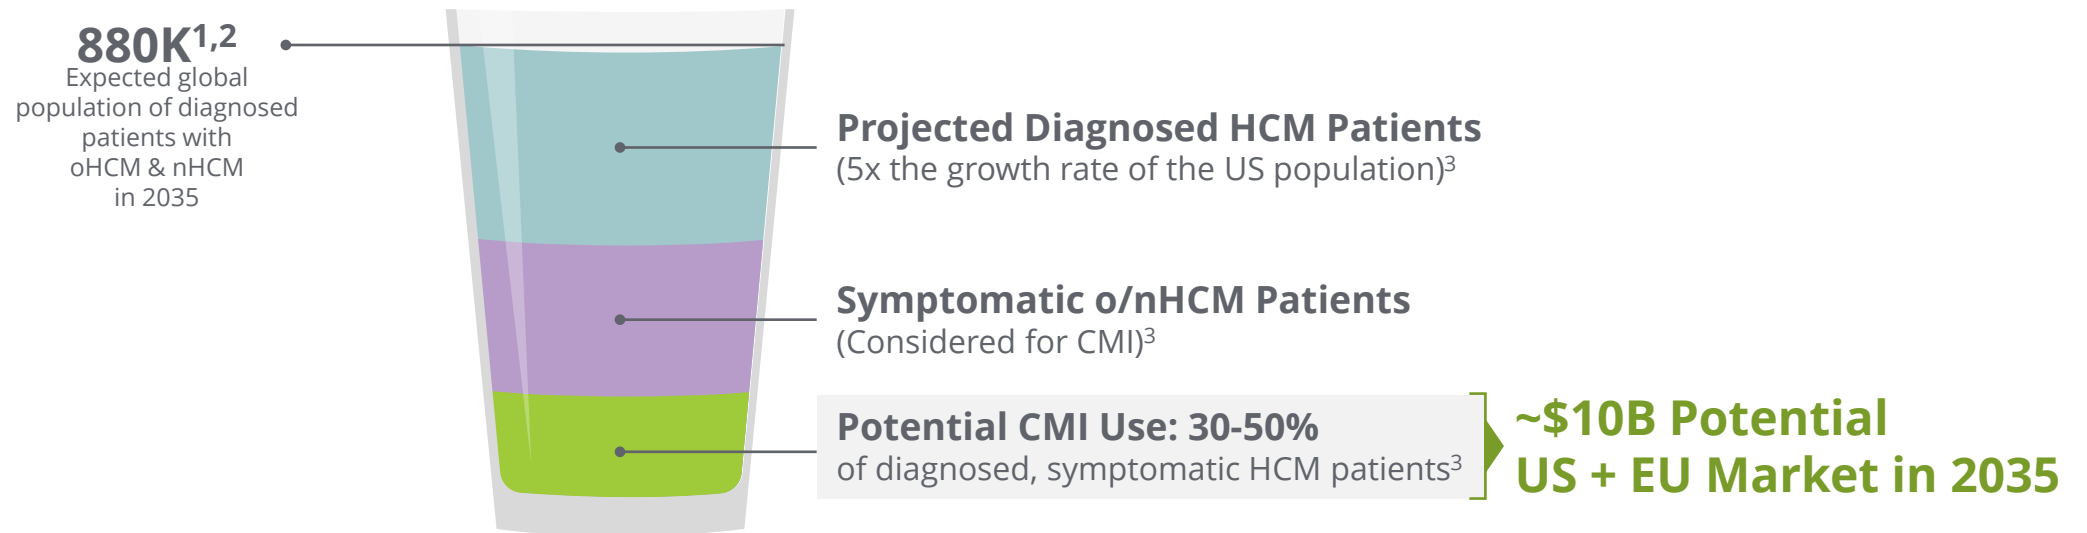 880K1,2
Expected global
population of diagnosed
patients with
oHCM & nHCM
in 2035
Projected Diagnosed HCM Patients
(5x the growth rate of the US population)3
Symptomatic o/nHCM Patients
(Considered for CMI)3
Potential CMI Use: 30-50%
of diagnosed, symptomatic HCM patients3
~$10B Potential
US + EU Market in 2035